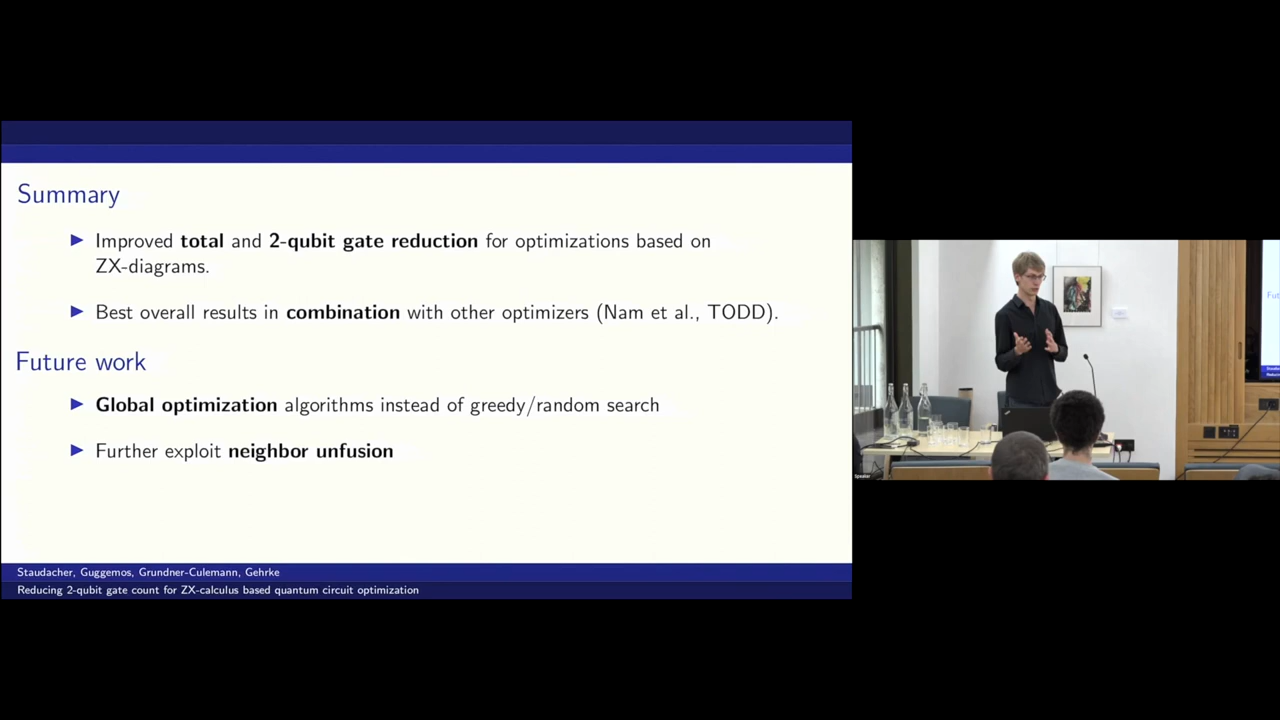 Summary
Improved total and 2-qubit gate reduction for optimizations based on
ZX-diagrams.
Best overall results in combination with other optimizers (Nam et al., TODD).
Future work
Global optimization algorithms instead of greedy/random search
Further exploit neighbor unfusion
Staudacher, Guggemos, Grundner-Culemann, Gehrke
Reducing 2-qubit gate count for ZX-calculus based quantum circuit optimization
Speaker